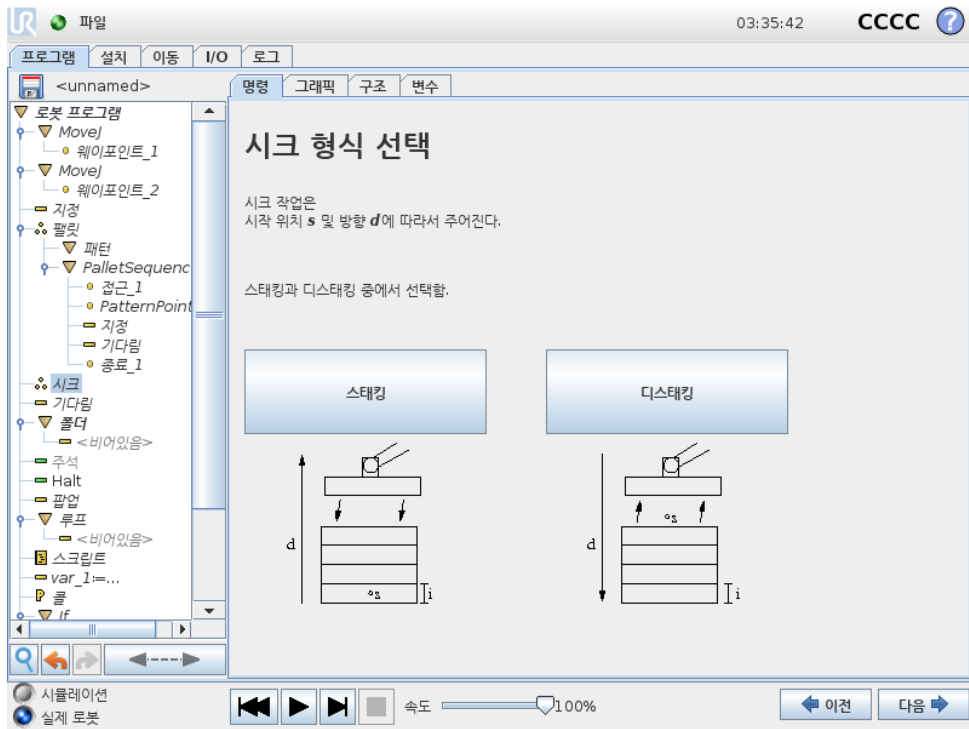 UR 파일 03:35:42 CCCC ?
프로그램 설치 이동 I/O 로그
<unnamed>
명령 그래픽 구조 변수
로봇 프로그램
MoveJ
웨이포인트_1
MoveJ
웨이포인트_2
지정
팰릿
패턴
PalletSequenc
접근_1
PatternPoint
지정
기다림
종료_1
시크
기다림
폴더
<비어있음>
주석
Halt
팝업
루프
<비어있음>
스크립트
var_1:=...
P 콜
If
시크 형식 선택
시크 작업은
시작 위치 s 및 방향 d에 따라서 주어진다.
스태킹과 디스태킹 중에서 선택함.
스태킹 디스태킹
d s i
d s i
시뮬레이션
실제 로봇
속도 100%
이전 다음